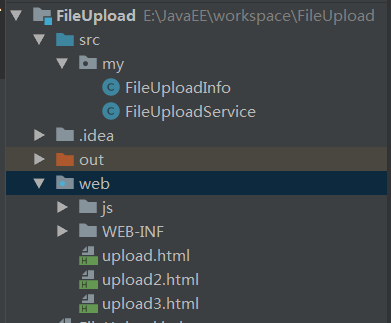 FileUpload E:\JavaEE\workspace\FileUpload
src
my
FileUploadInfo
FileUploadService
.idea
out
web
js
WEB-INF
upload.html
upload2.html
upload3.html